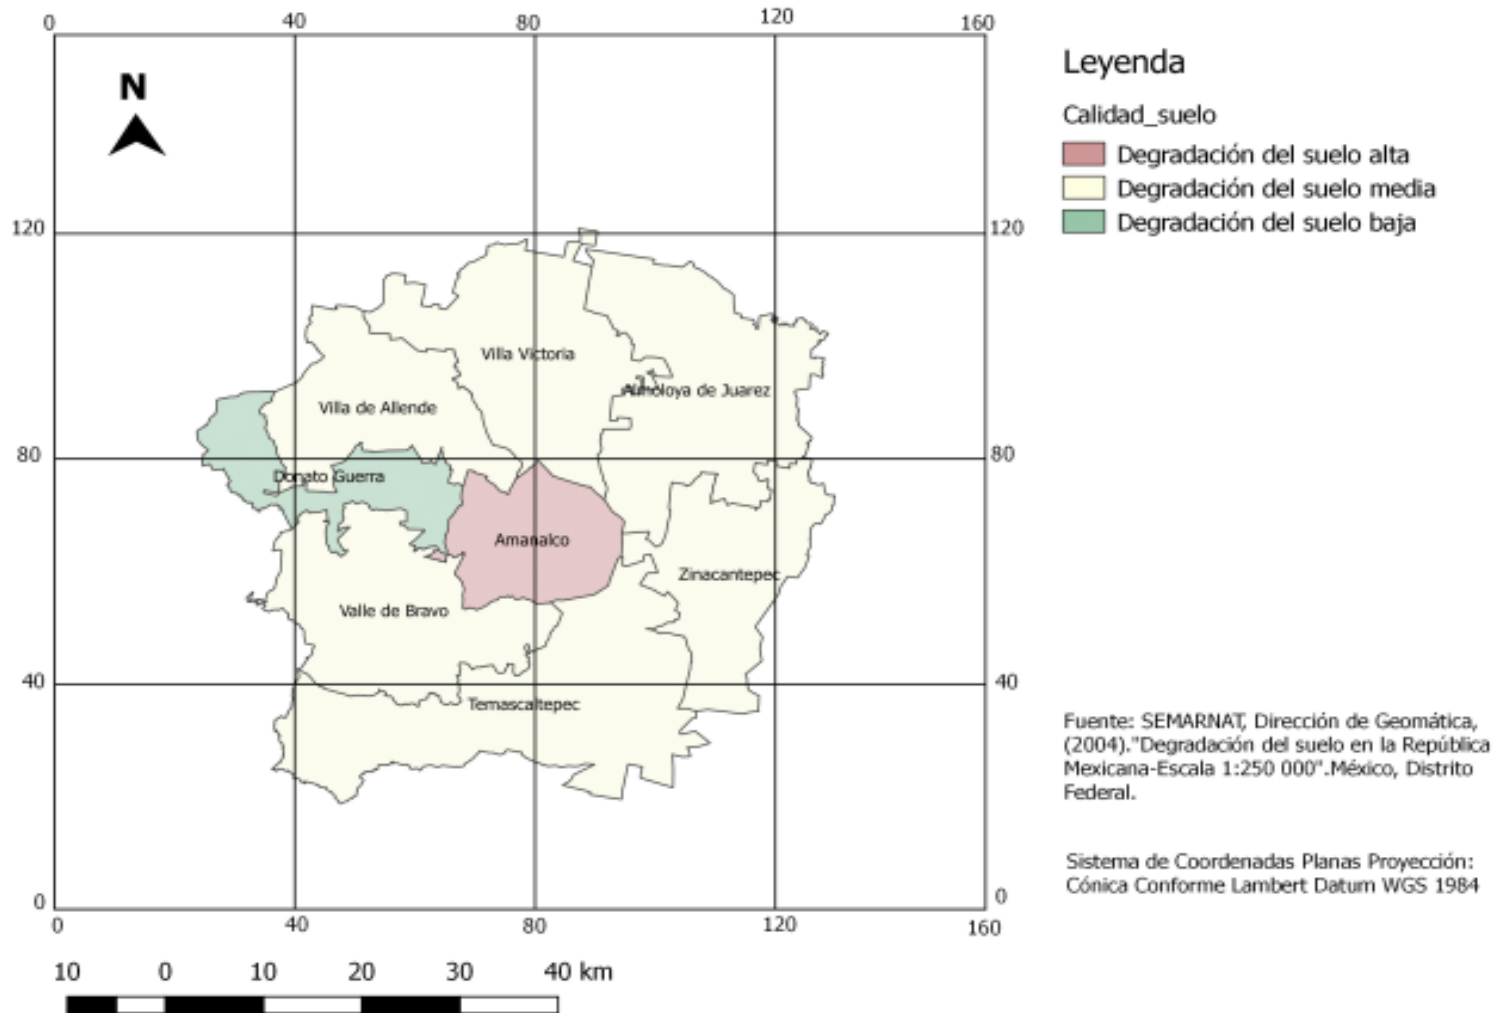 0 40 80 120 160
N
Leyenda
Calidad_suelo
Degradación del suelo alta
Degradación del suelo media
Degradación del suelo baja
120 120
Villa Victoria
Almoloya de Juarez
Villa de Allende
80 80
Donato Guerra
Amanalco
Zinacantepec
Valle de Bravo
40 40
Temascaltepec
Fuente: SEMARNAT, Dirección de Geomática,
(2004)."Degradación del suelo en la República
Mexicana-Escala 1:250 000".México, Distrito
Federal.
Sistema de Coordenadas Planas Proyección:
Cónica Conforme Lambert Datum WGS 1984
0 0
0 40 80 120 160
10 0 10 20 30 40 km